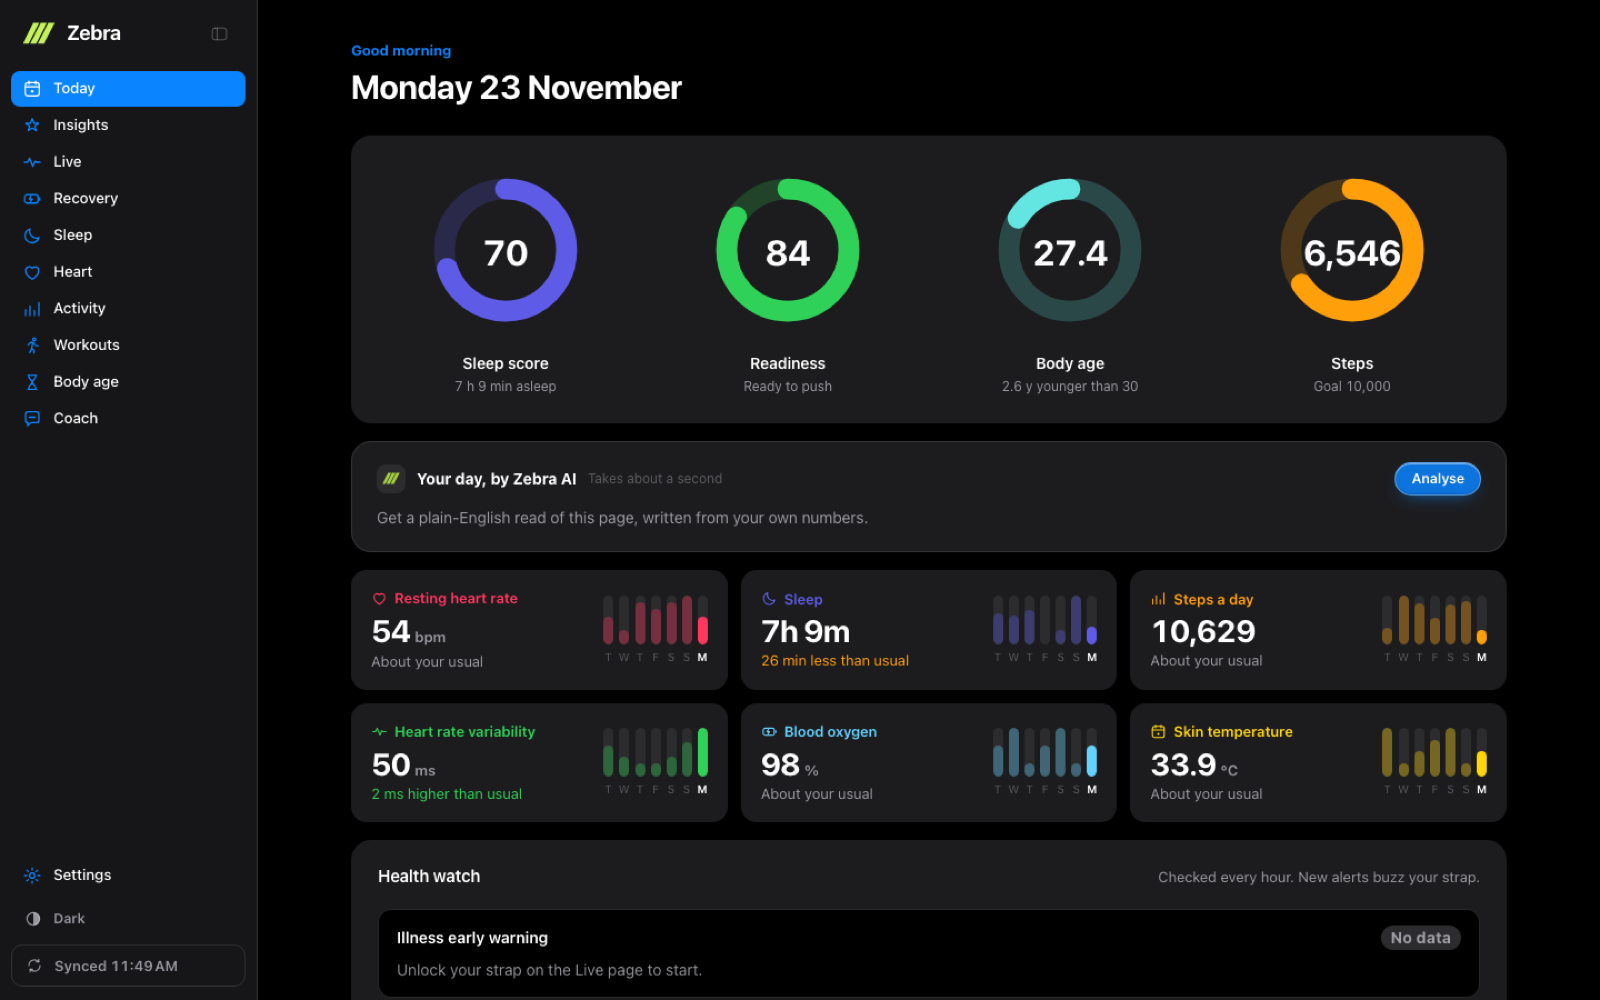 Zebra
Today
Insights
Live
Recovery
Sleep
Heart
Activity
Workouts
Body age
Coach
Settings
Dark
Synced 11:49 AM
Good morning
Monday 23 November
70
84
27.4
6,546
Sleep score
Readiness
Body age
Steps
7 h 9 min asleep
Ready to push
2.6 y younger than 30
Goal 10,000
Your day, by Zebra AI Takes about a second
Analyse
Get a plain-English read of this page, written from your own numbers.
Resting heart rate
54 bpm
About your usual
T W T F S S M
Sleep
7h 9m
26 min less than usual
T W T F S S M
Steps a day
10,629
About your usual
T W T F S S M
Heart rate variability
50 ms
2 ms higher than usual
T W T F S S M
Blood oxygen
98 %
About your usual
T W T F S S M
Skin temperature
33.9 °C
About your usual
T W T F S S M
Health watch
Checked every hour. New alerts buzz your strap.
Illness early warning
No data
Unlock your strap on the Live page to start.